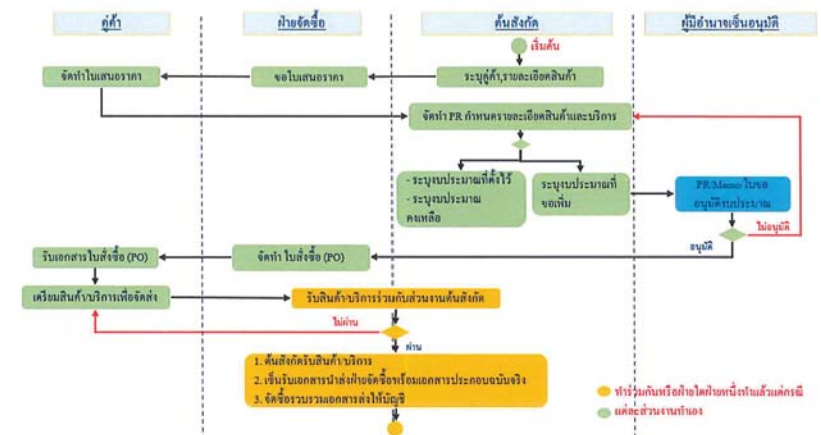 คู่ค้า
ฝ่ายจัดซื้อ
ต้นสังกัด
ผู้มีอำนาจเซ็นอนุมัติ
เริ่มต้น
จัดทำใบเสนอราคา
ขอใบเสนอราคา
ระบุคู่ค้า,รายละเอียดสินค้า
จัดทำ PR กำหนดรายละเอียดสินค้าและบริการ
- ระบุงบประมาณที่ตั้งไว้
- ระบุงบประมาณ
คงเหลือ
ระบุงบประมาณที่
ขอเพิ่ม
PR/Memo/ใบขอ
อนุมัติงบประมาณ
ไม่อนุมัติ
อนุมัติ
รับเอกสารใบสั่งซื้อ (PO)
จัดทำ ใบสั่งซื้อ (PO)
เตรียมสินค้า/บริการเพื่อจัดส่ง
รับสินค้า/บริการร่วมกับส่วนงานต้นสังกัด
ไม่ผ่าน
ผ่าน
1. ต้นสังกัดรับสินค้า/บริการ
2. เซ็นรับเอกสารนำส่งฝ่ายจัดซื้อพร้อมเอกสารประกอบฉบับจริง
3. จัดซื้อรวบรวมเอกสารส่งให้บัญชี
ทำร่วมกันหรือฝ่ายใดฝ่ายหนึ่งทำแล้วแต่กรณี
แต่ละส่วนงานทำเอง